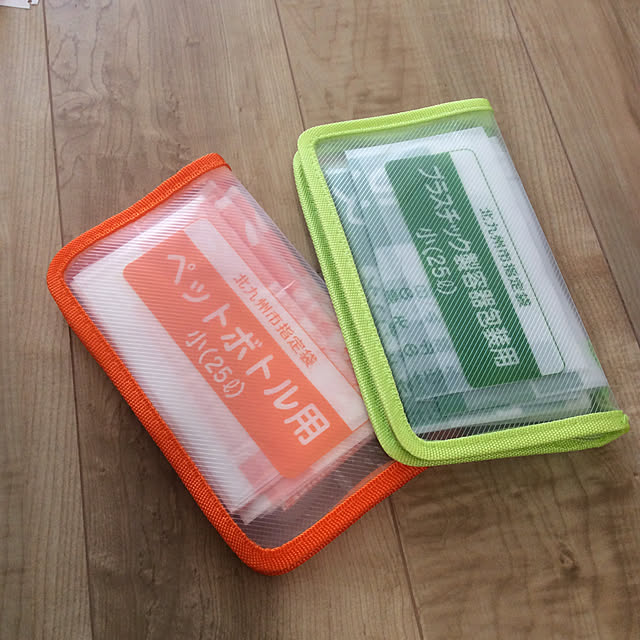 北九州市指定袋
ペットボトル用
小(25ℓ)
北九州市指定袋
プラスチック製容器包装用
小(25ℓ)